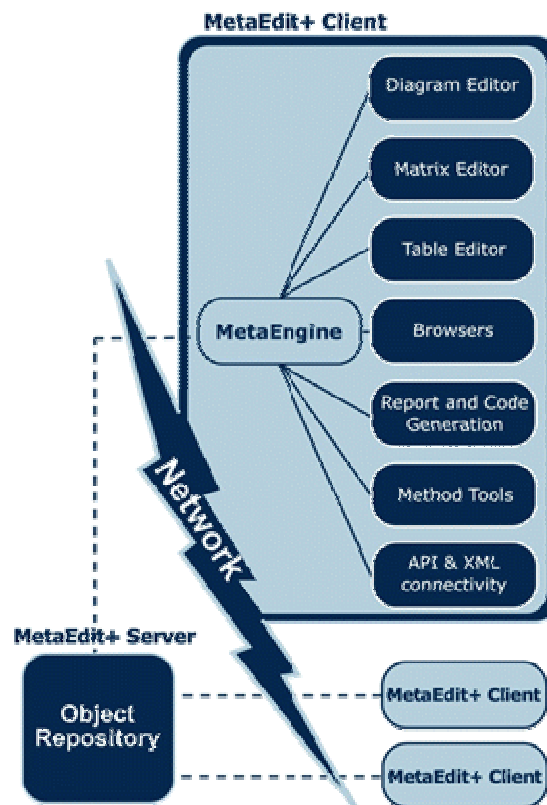 MetaEdit+ Client
Diagram Editor
Matrix Editor
Table Editor
MetaEngine
Browsers
Report and Code
Generation
Method Tools
API & XML
connectivity
Network
MetaEdit+ Server
Object
Repository
MetaEdit+ Client
MetaEdit+ Client